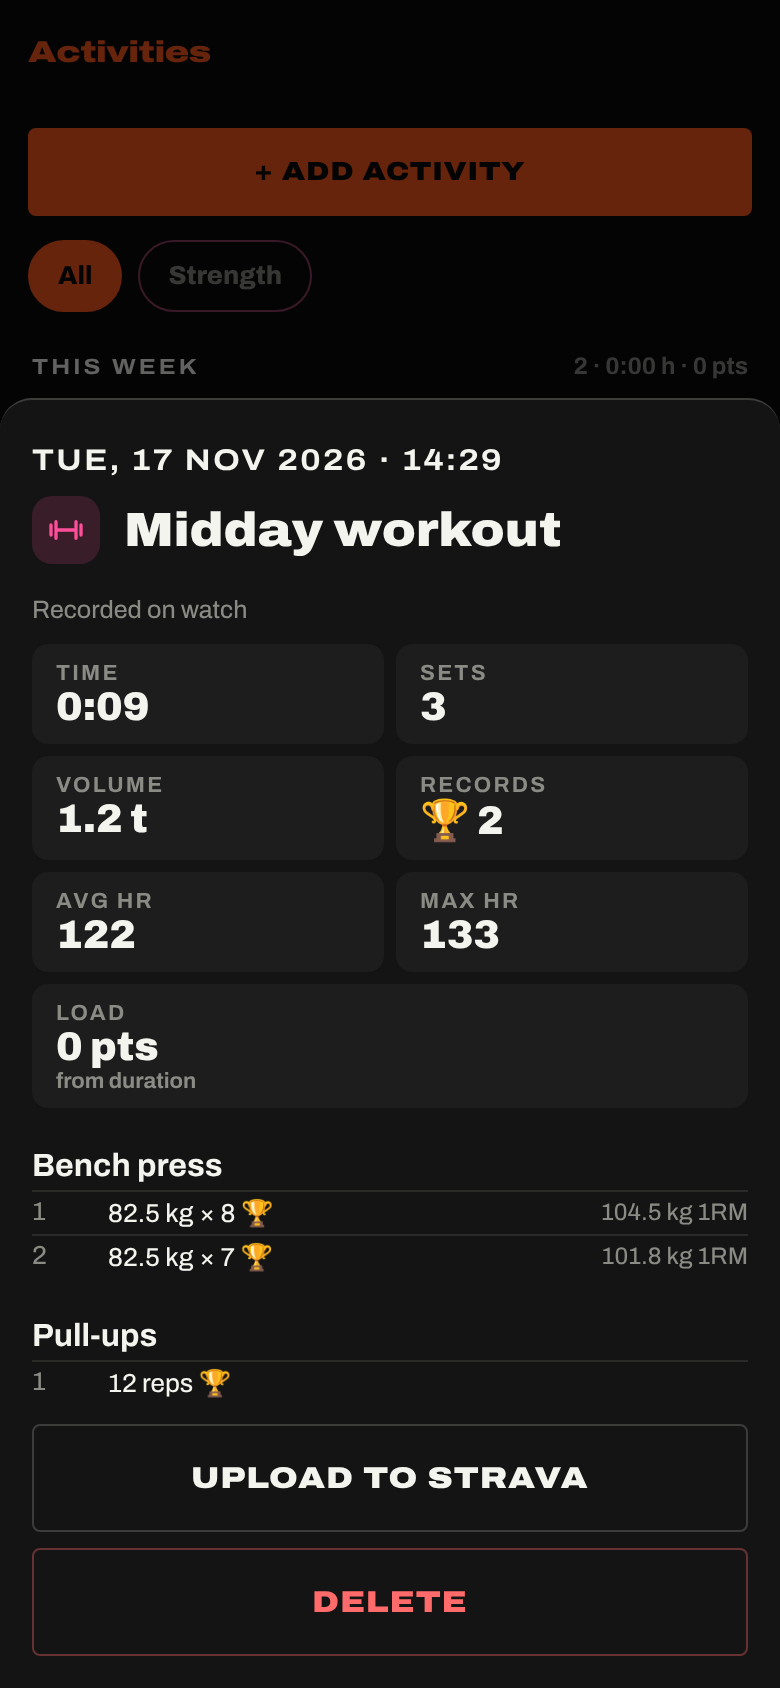 Activities
+ ADD ACTIVITY
All
Strength
THIS WEEK
2 · 0:00 h · 0 pts
TUE, 17 NOV 2026 · 14:29
Midday workout
Recorded on watch
TIME
0:09
SETS
3
VOLUME
1.2 t
RECORDS
🏆 2
AVG HR
122
MAX HR
133
LOAD
0 pts
from duration
Bench press
1 82.5 kg × 8 🏆 104.5 kg 1RM
2 82.5 kg × 7 🏆 101.8 kg 1RM
Pull-ups
1 12 reps 🏆
UPLOAD TO STRAVA
DELETE